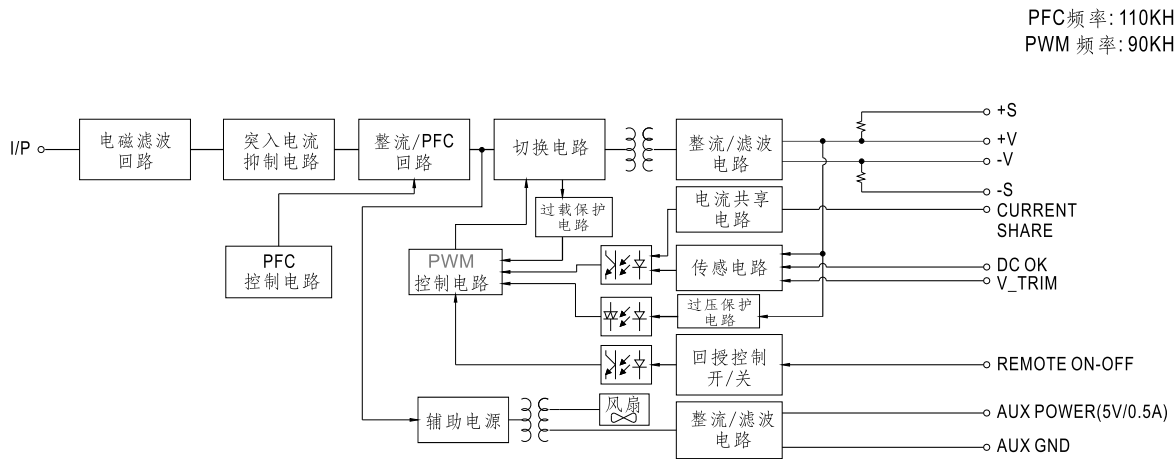 PFC频率: 110KH
PWM 频率: 90KH
I/P
电磁滤波
回路
突入电流
抑制电路
整流/PFC
回路
切换电路
整流/滤波
电路
+S
+V
-V
-S
CURRENT
SHARE
电流共享
电路
过载保护
电路
PFC
控制电路
PWM
控制电路
传感电路
DC OK
V_TRIM
过压保护
电路
回授控制
开/关
REMOTE ON-OFF
辅助电源
风扇
整流/滤波
电路
AUX POWER(5V/0.5A)
AUX GND